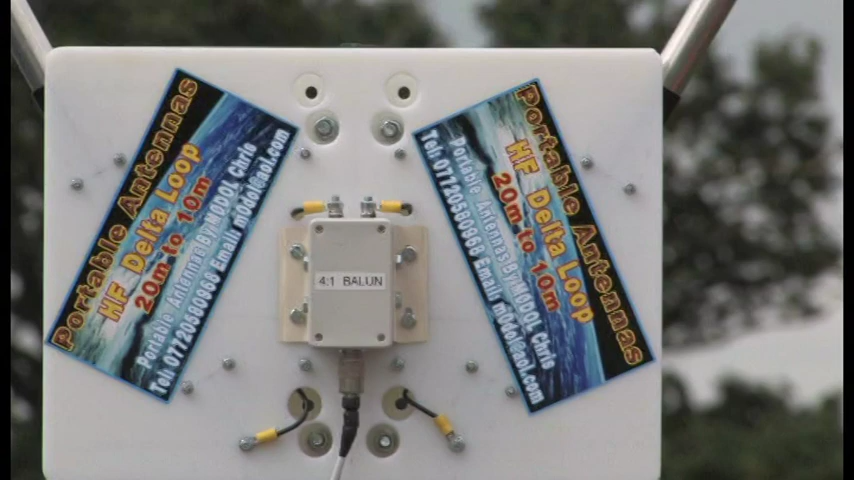 Portable Antennas
HF Delta Loop
20m to 10m
Portable Antennas By M0DOL Chris
Tel: 07720580968 Email: m0dol@aol.com
4:1 BALUN
Portable Antennas
HF Delta Loop
20m to 10m
Portable Antennas By M0DOL Chris
Tel: 07720580968 Email: m0dol@aol.com